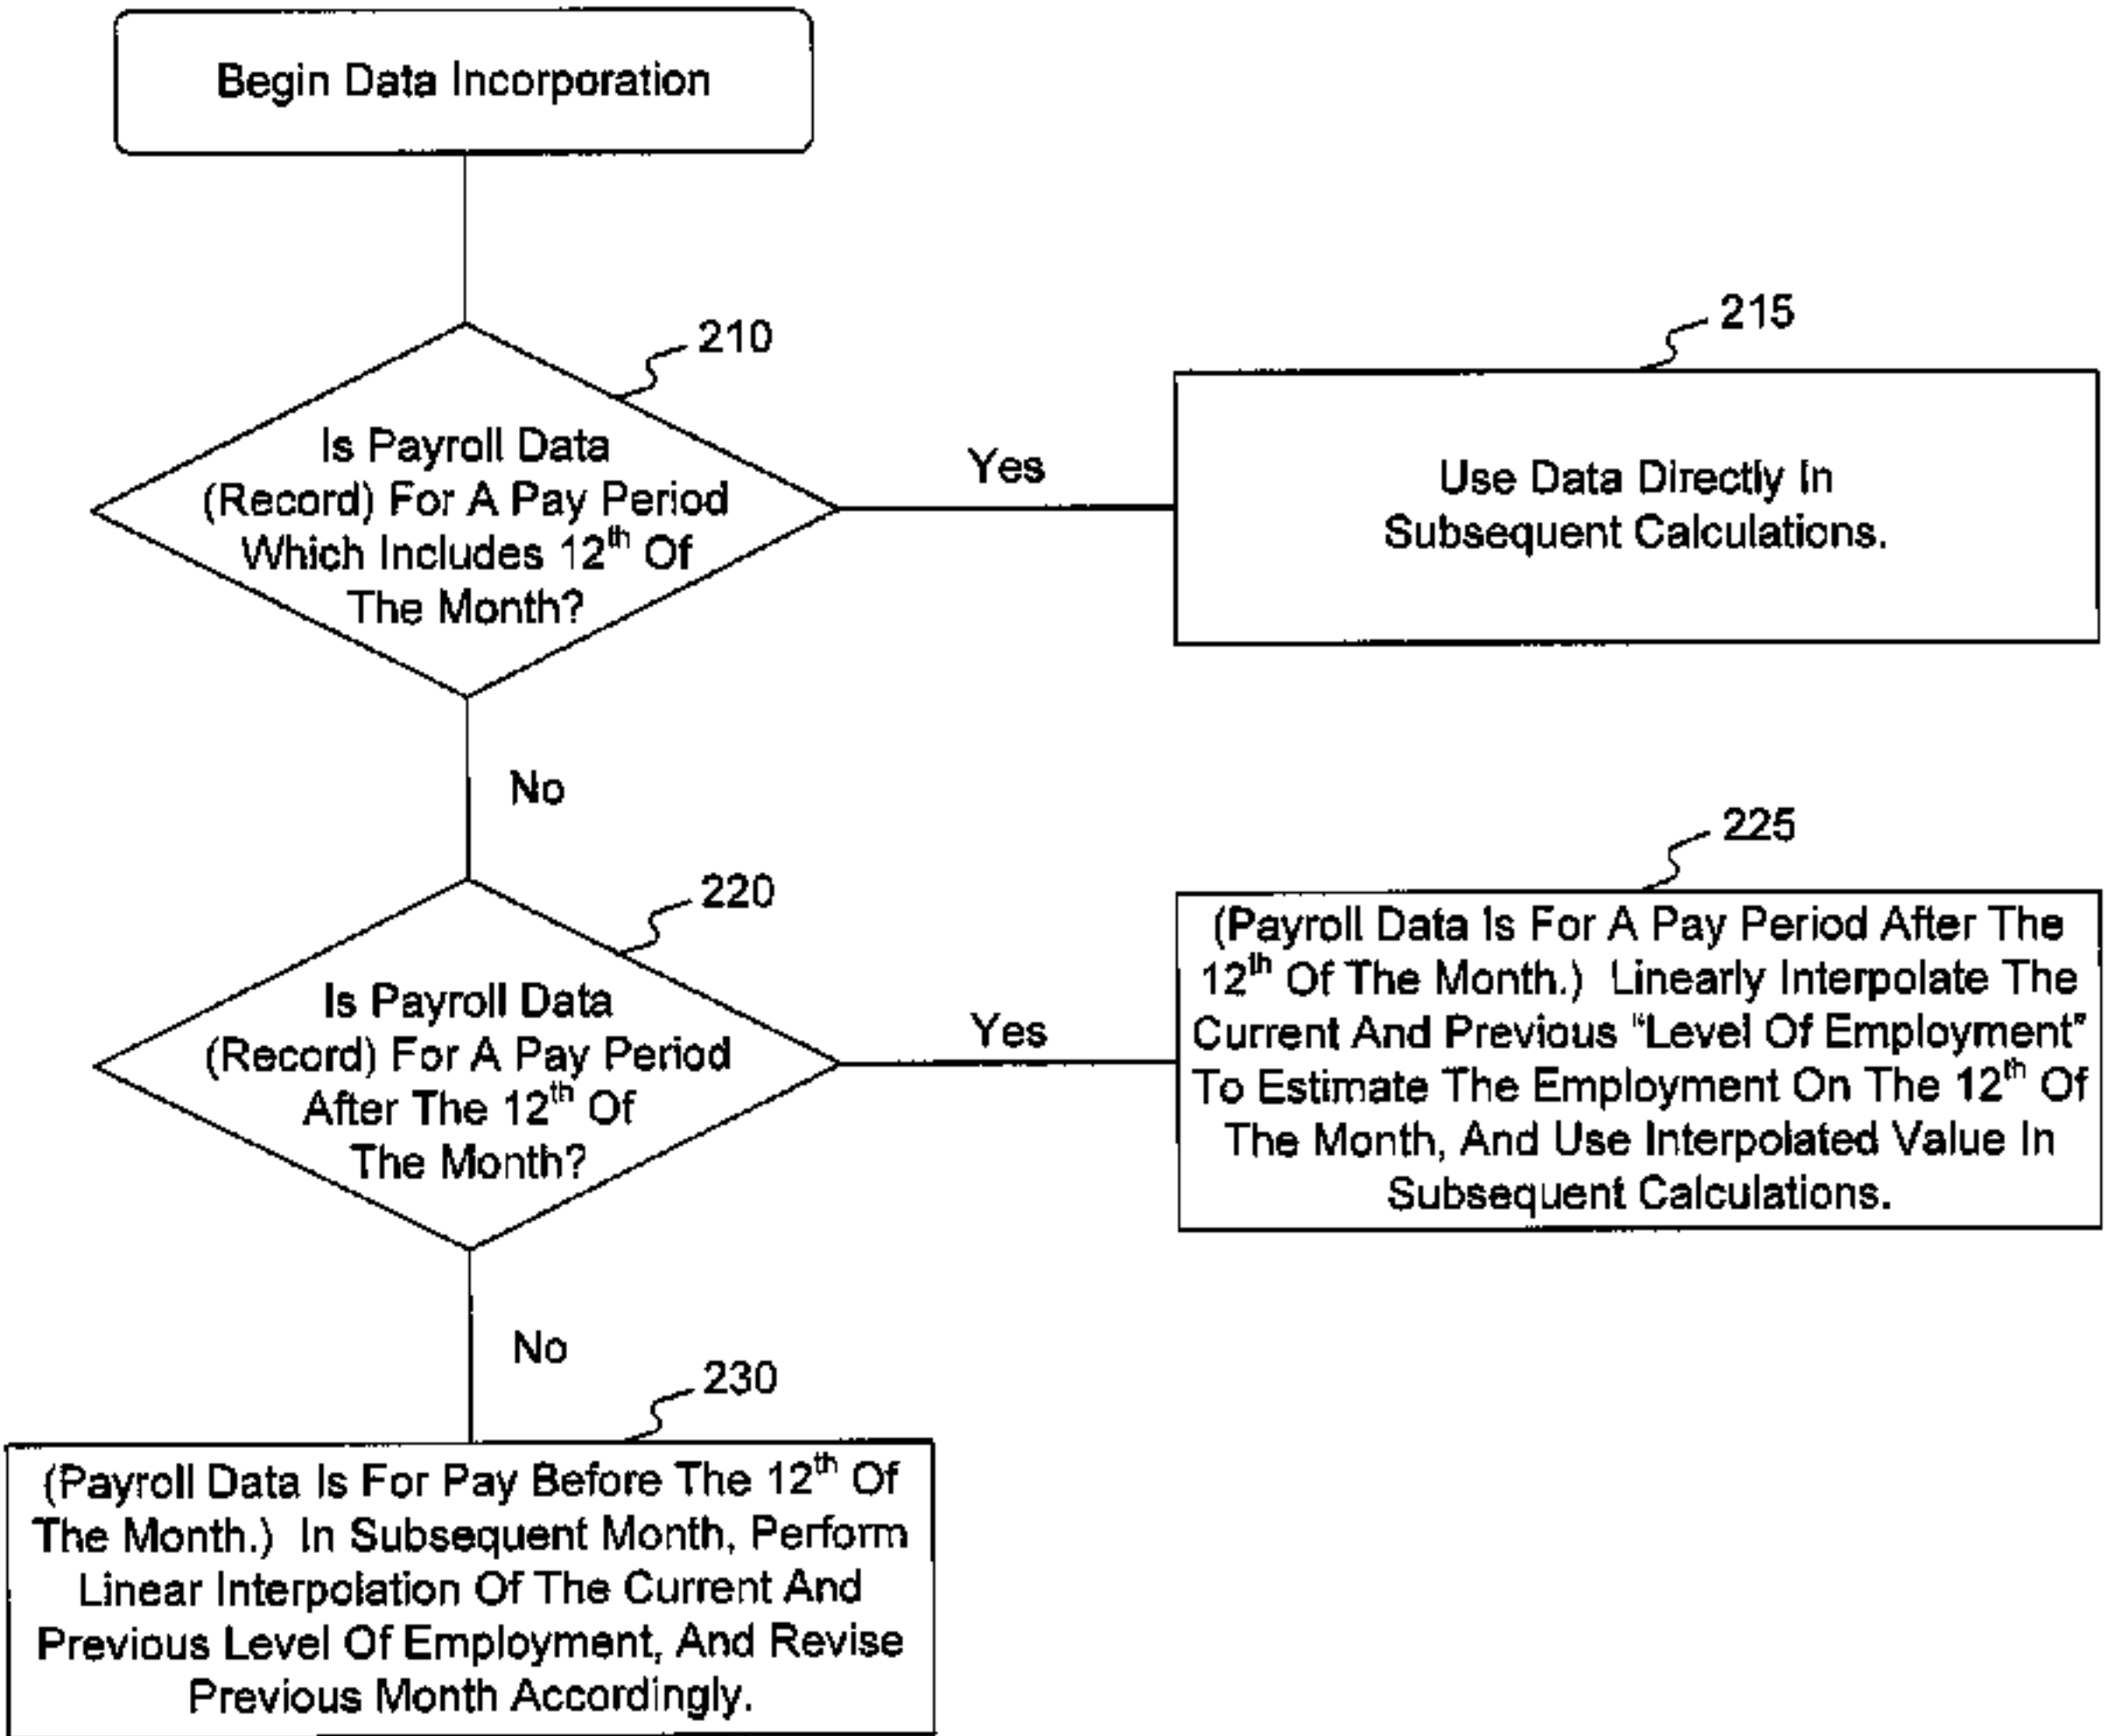 Begin Data Incorporation
210
Is Payroll Data
(Record) For A Pay Period
Which Includes 12th Of
The Month?
Yes
215
Use Data Directly In
Subsequent Calculations.
No
220
Is Payroll Data
(Record) For A Pay Period
After The 12th Of
The Month?
Yes
225
(Payroll Data Is For A Pay Period After The
12th Of The Month.) Linearly Interpolate The
Current And Previous "Level Of Employment"
To Estimate The Employment On The 12th Of
The Month, And Use Interpolated Value In
Subsequent Calculations.
No
230
(Payroll Data Is For Pay Before The 12th Of
The Month.) In Subsequent Month, Perform
Linear Interpolation Of The Current And
Previous Level Of Employment, And Revise
Previous Month Accordingly.